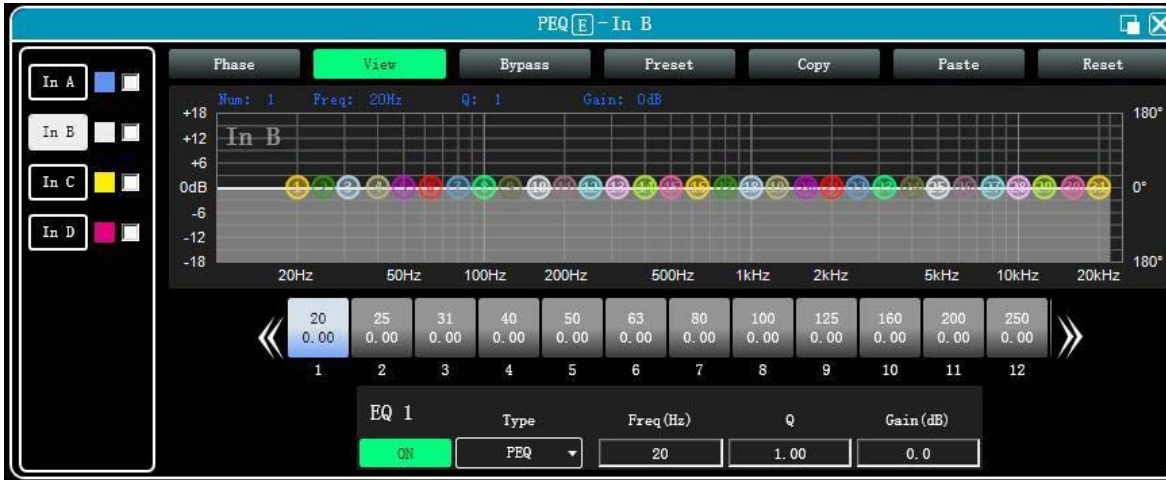 PEQ E - In B
Phase View Bypass Preset Copy Paste Reset
In A
In B
In C
In D
Num: 1 Freq: 20Hz Q: 1 Gain: 0dB
In B
+18 180°
+12
+6
0dB 0°
-6
-12
-18 180°
20Hz 50Hz 100Hz 200Hz 500Hz 1kHz 2kHz 5kHz 10kHz 20kHz
20 25 31 40 50 63 80 100 125 160 200 250
0.00 0.00 0.00 0.00 0.00 0.00 0.00 0.00 0.00 0.00 0.00 0.00
1 2 3 4 5 6 7 8 9 10 11 12
EQ 1 Type Freq(Hz) Q Gain(dB)
ON PEQ 20 1.00 0.0